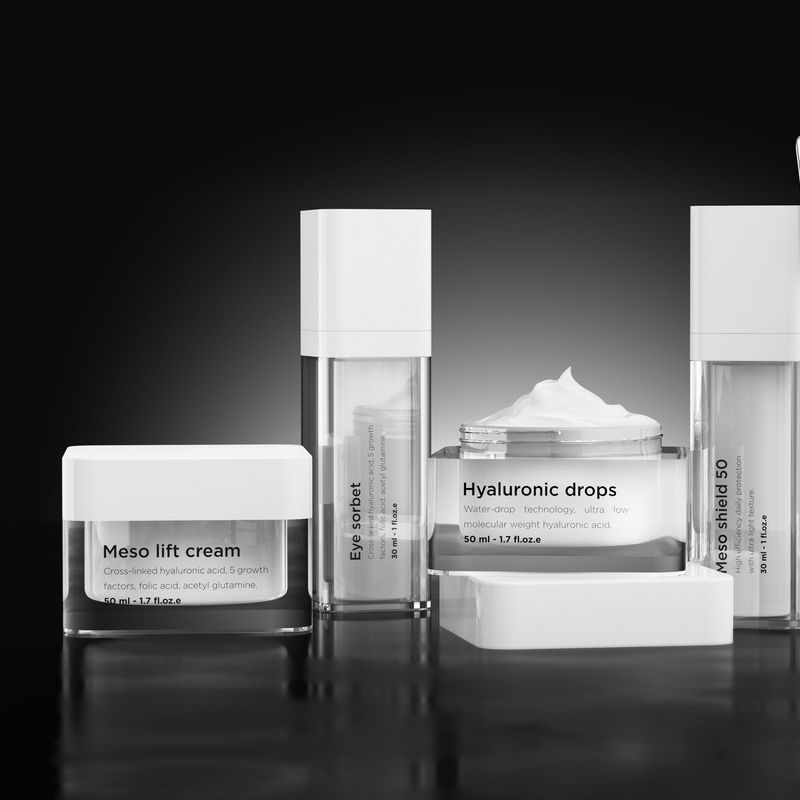 Meso lift cream
Cross-linked hyaluronic acid, 5 growth
factors, folic acid, acetyl glutamine.
50 ml - 1.7 fl.oz.e
Eye sorbet
Cross-linked hyaluronic acid, 5 growth
factors, folic acid, acetyl glutamine
30 ml - 1 fl.oz.e
Hyaluronic drops
Water-drop technology, ultra low
molecular weight hyaluronic acid.
50 ml - 1.7 fl.oz.e
Meso shield 50
High efficiency daily protection
with ultra light texture.
30 ml - 1 fl.oz.e